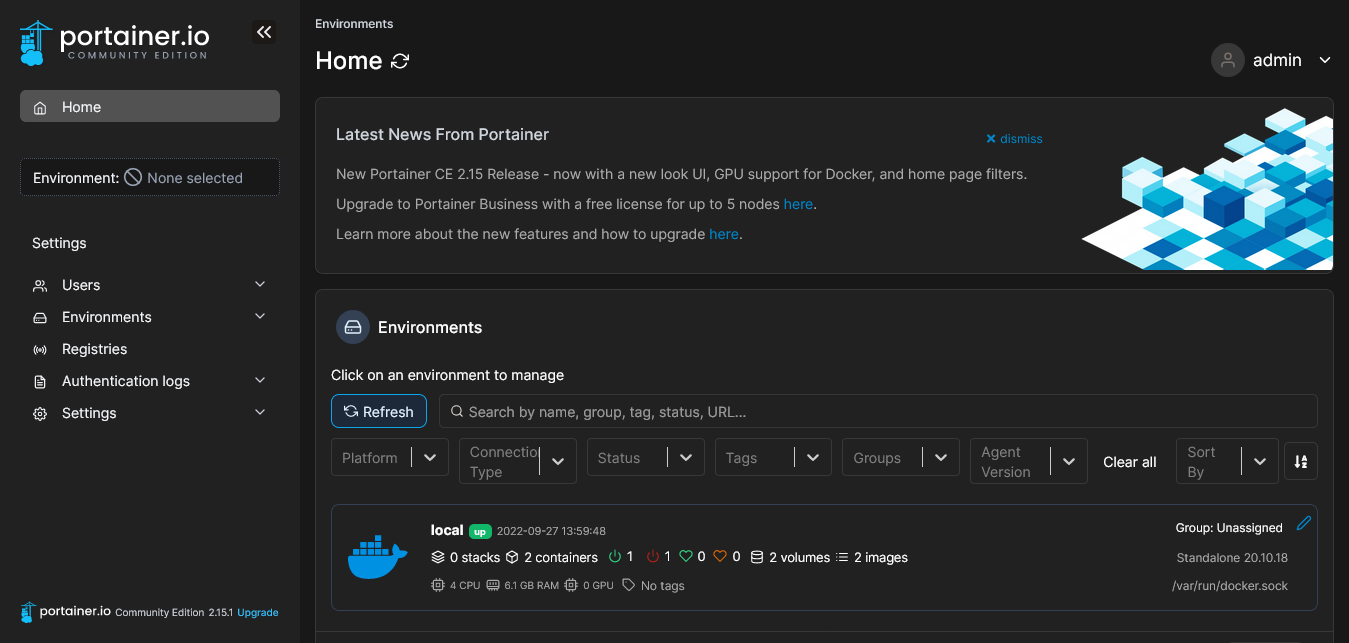 portainer.io
COMMUNITY EDITION
Home
Environment: None selected
Settings
Users
Environments
Registries
Authentication logs
Settings
portainer.io Community Edition 2.15.1 Upgrade
Environments
Home
admin
Latest News From Portainer
dismiss
New Portainer CE 2.15 Release - now with a new look UI, GPU support for Docker, and home page filters.
Upgrade to Portainer Business with a free license for up to 5 nodes here.
Learn more about the new features and how to upgrade here.
Environments
Click on an environment to manage
Refresh
Search by name, group, tag, status, URL...
Platform
Connectio
Type
Status
Tags
Groups
Agent
Version
Clear all
Sort
By
local up 2022-09-27 13:59:48
Group: Unassigned
0 stacks 2 containers 1 1 0 0 2 volumes 2 images
Standalone 20.10.18
4 CPU 6.1 GB RAM 0 GPU No tags
/var/run/docker.sock